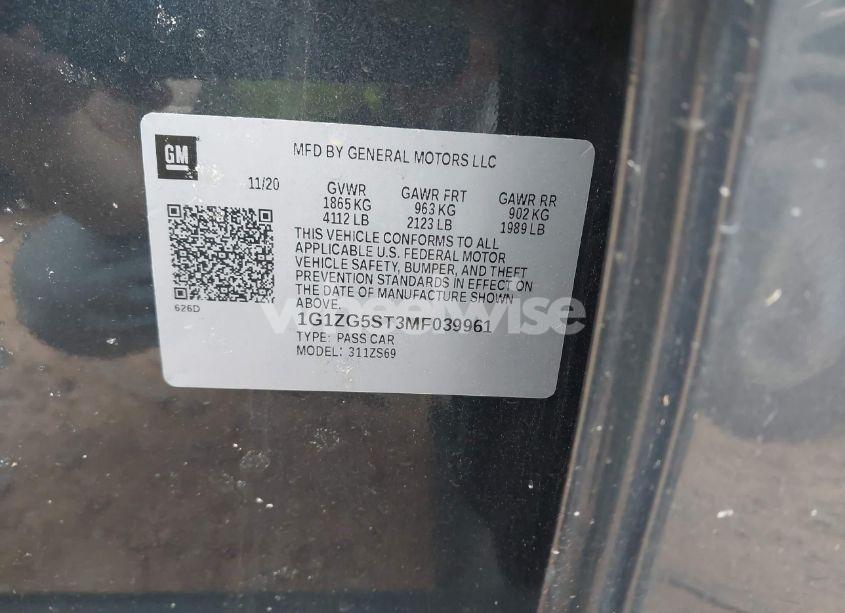 GM
MFD BY GENERAL MOTORS LLC
11/20
GVWR GAWR FRT GAWR RR
1865 KG 963 KG 902 KG
4112 LB 2123 LB 1989 LB
THIS VEHICLE CONFORMS TO ALL
APPLICABLE U.S. FEDERAL MOTOR
VEHICLE SAFETY, BUMPER, AND THEFT
PREVENTION STANDARDS IN EFFECT ON
THE DATE OF MANUFACTURE SHOWN
ABOVE.
626D
1G1ZG5ST3MF039961
TYPE: PASS CAR
MODEL: 311ZS69
wheelwise